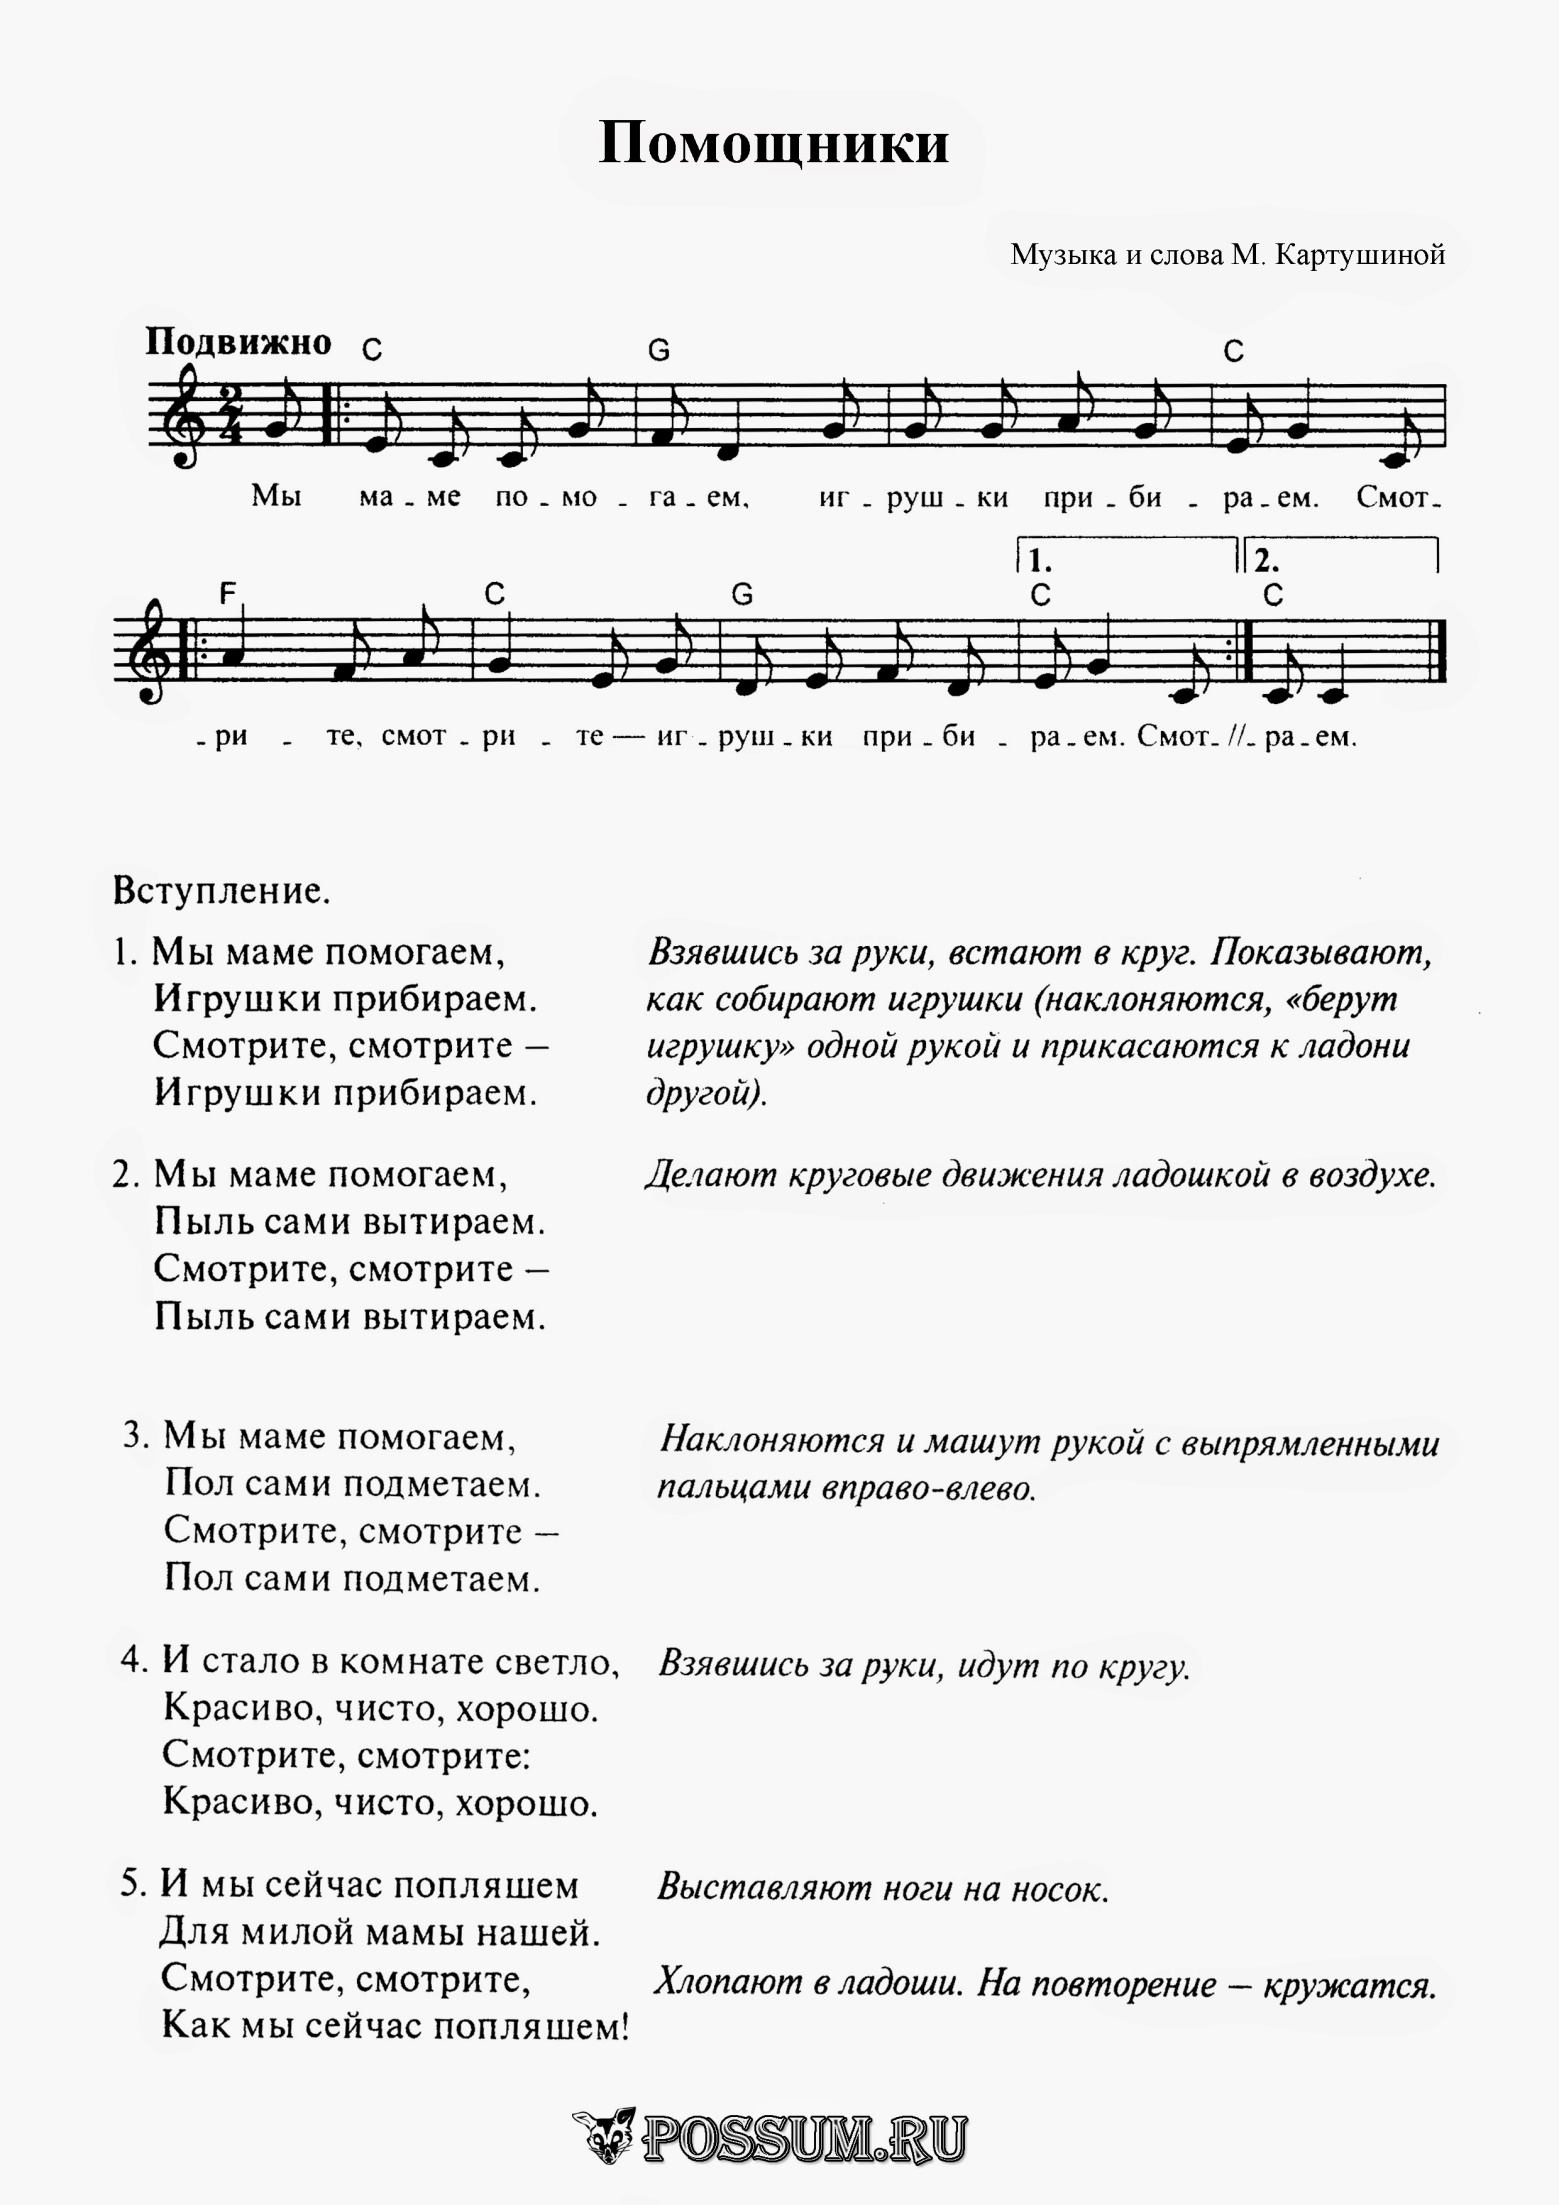 Помощники
Музыка и слова М. Картушиной
Подвижно C G C
2
4
Мы ма - ме по - мо - га - ем, иг - руш - ки при - би - ра - ем. Смот -
1. 2.
F C G C C
- ри - те, смот - ри - те — иг - руш - ки при - би - ра - ем. Смот - // - ра - ем.
Вступление.
1. Мы маме помогаем,
Игрушки прибираем.
Смотрите, смотрите –
Игрушки прибираем.
Взявшись за руки, встают в круг. Показывают,
как собирают игрушки (наклоняются, «берут
игрушку» одной рукой и прикасаются к ладони
другой).
2. Мы маме помогаем,
Пыль сами вытираем.
Смотрите, смотрите –
Пыль сами вытираем.
Делают круговые движения ладошкой в воздухе.
3. Мы маме помогаем,
Пол сами подметаем.
Смотрите, смотрите –
Пол сами подметаем.
Наклоняются и машут рукой с выпрямленными
пальцами вправо-влево.
4. И стало в комнате светло,
Красиво, чисто, хорошо.
Смотрите, смотрите:
Красиво, чисто, хорошо.
Взявшись за руки, идут по кругу.
5. И мы сейчас попляшем
Для милой мамы нашей.
Смотрите, смотрите,
Как мы сейчас попляшем!
Выставляют ноги на носок.
Хлопают в ладоши. На повторение – кружатся.
POSSUM.RU